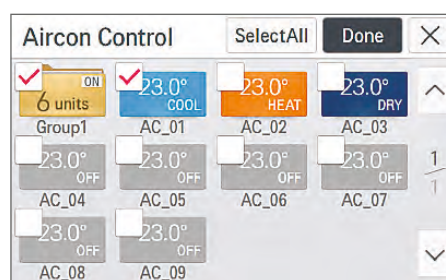 Aircon Control SelectAll Done
ON
6 units
Group1
23.0°
COOL
AC_01
23.0°
HEAT
AC_02
23.0°
DRY
AC_03
23.0°
OFF
AC_04
23.0°
OFF
AC_05
23.0°
OFF
AC_06
23.0°
OFF
AC_07
23.0°
OFF
AC_08
23.0°
OFF
AC_09
1/1